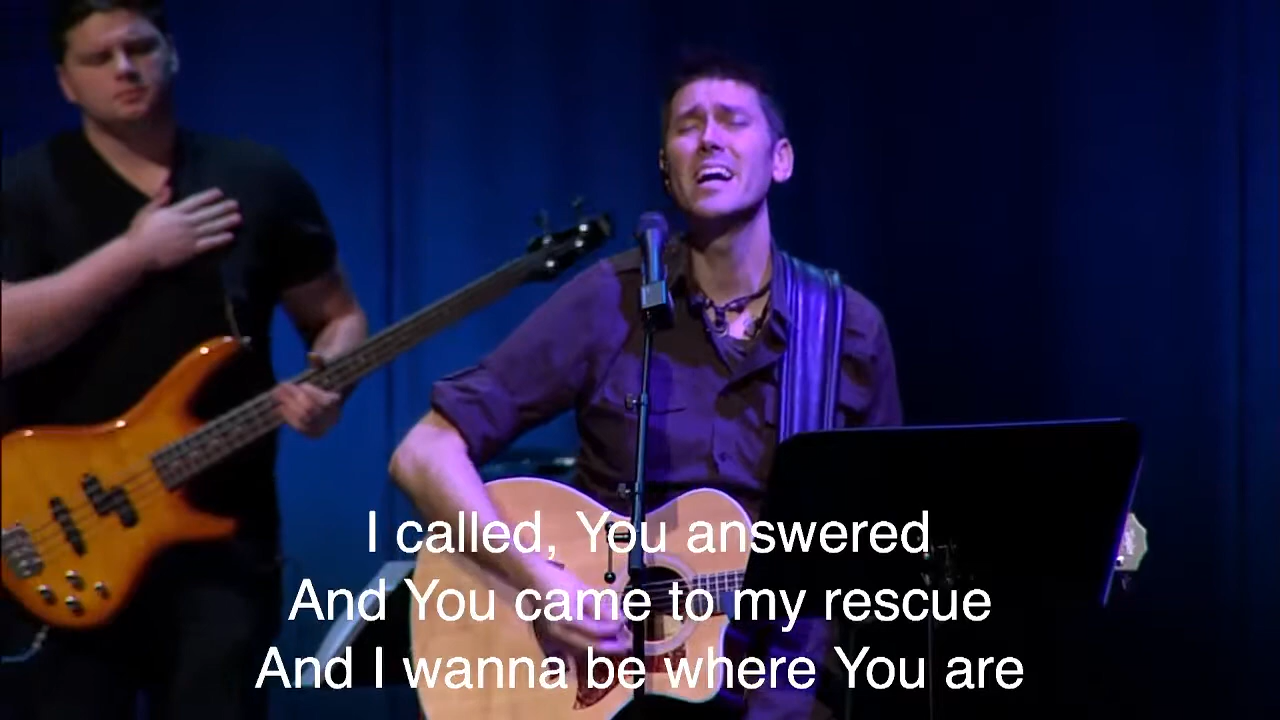 I called, You answered
And You came to my rescue
And I wanna be where You are